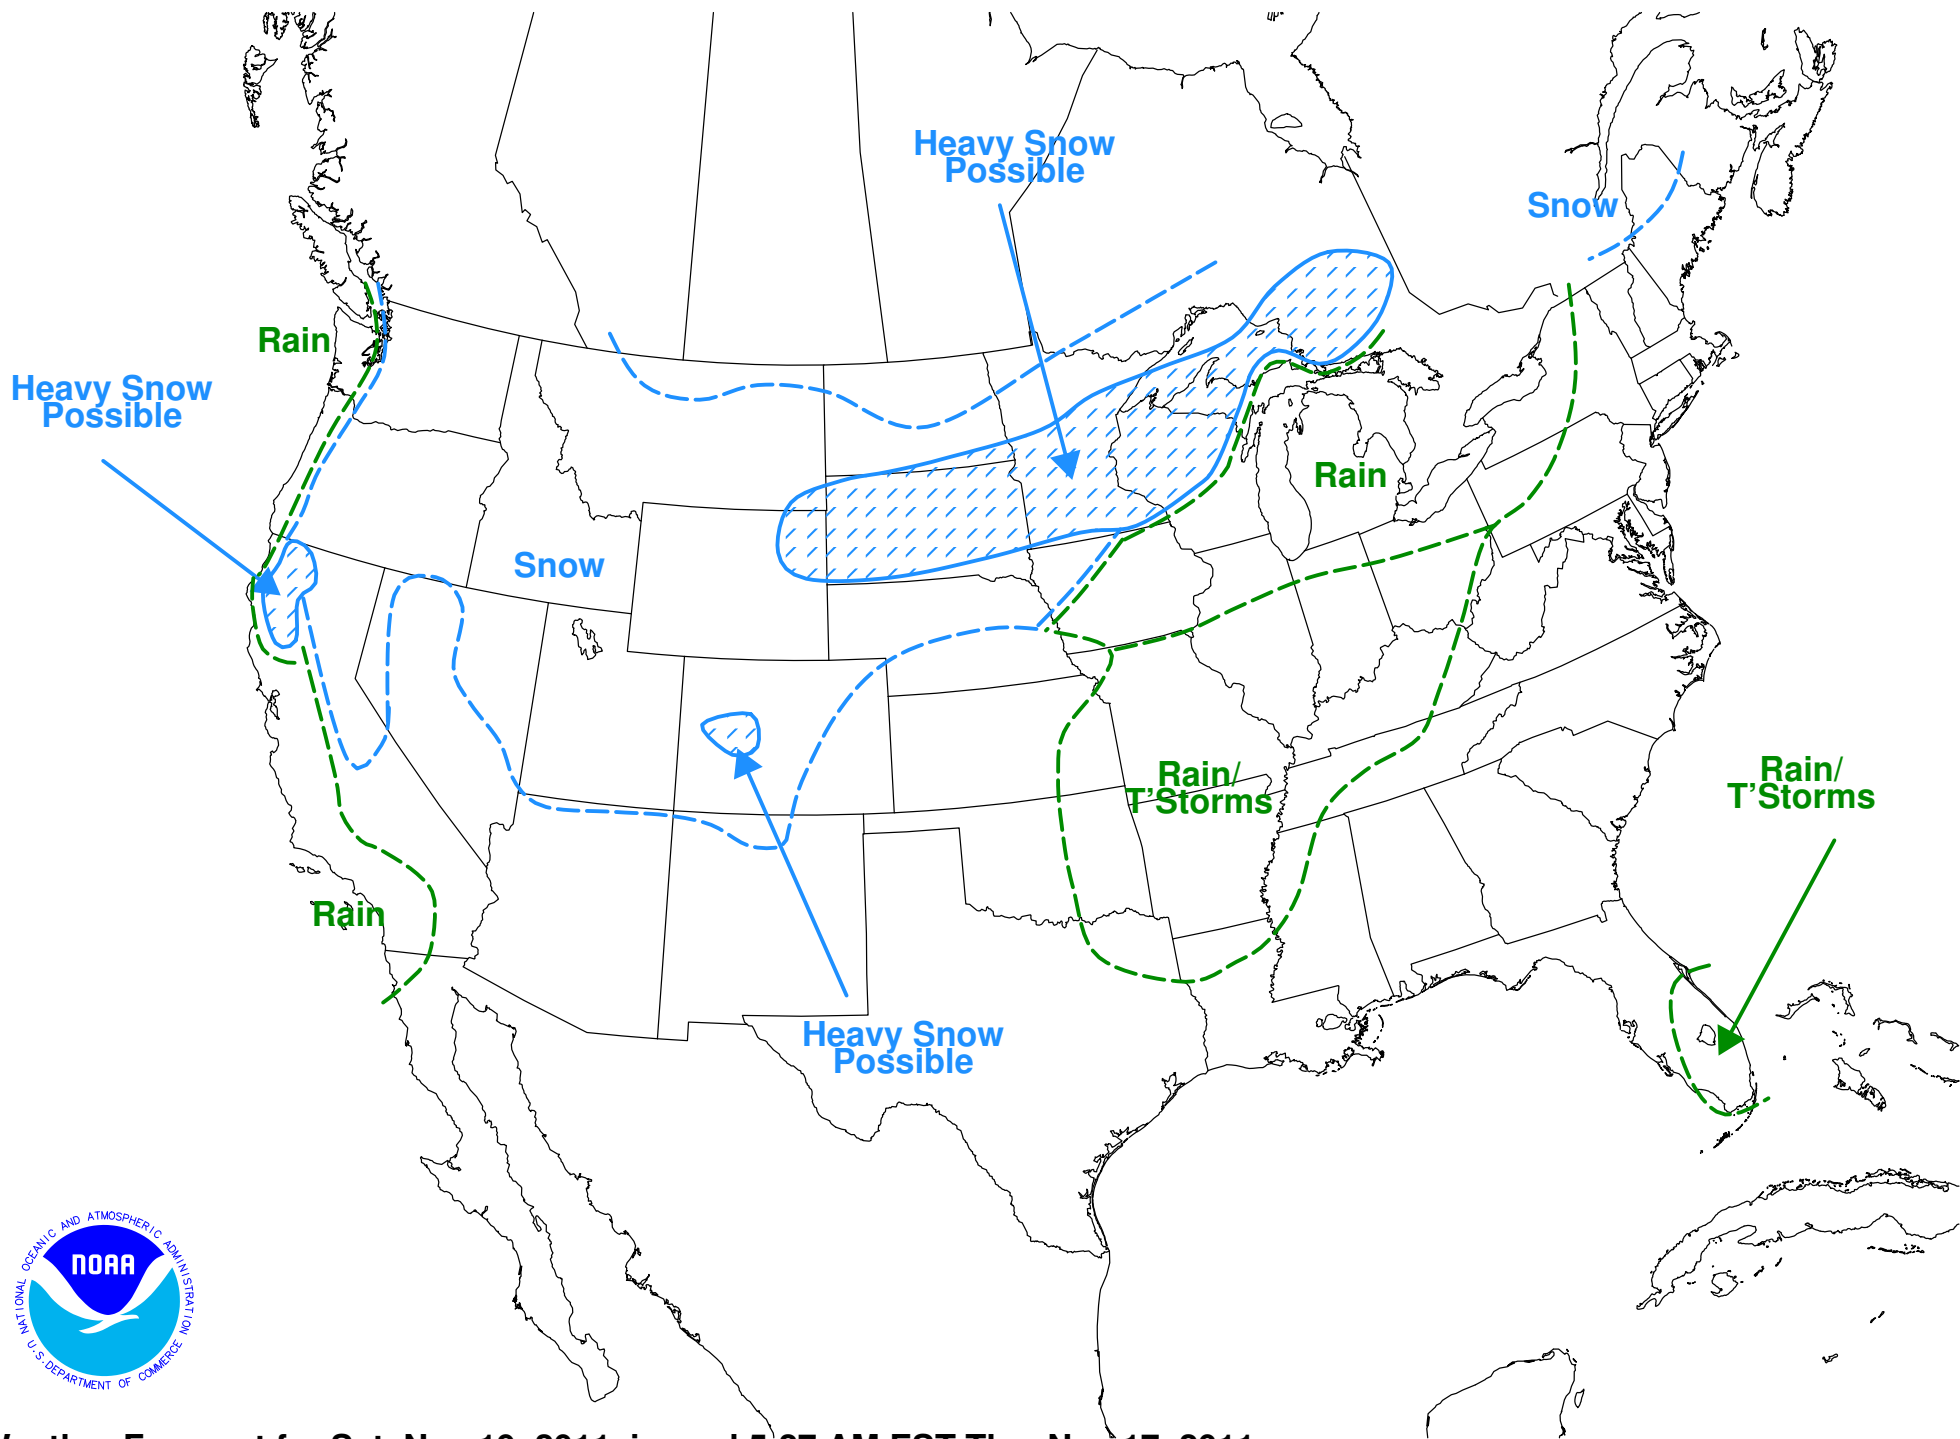 Heavy Snow
Possible
Snow
Rain
Heavy Snow
Possible
Rain
Snow
Rain/
T'Storms
Rain/
T'Storms
Rain
Heavy Snow
Possible
NATIONAL OCEANIC AND ATMOSPHERIC ADMINISTRATION
NOAA
U.S. DEPARTMENT OF COMMERCE